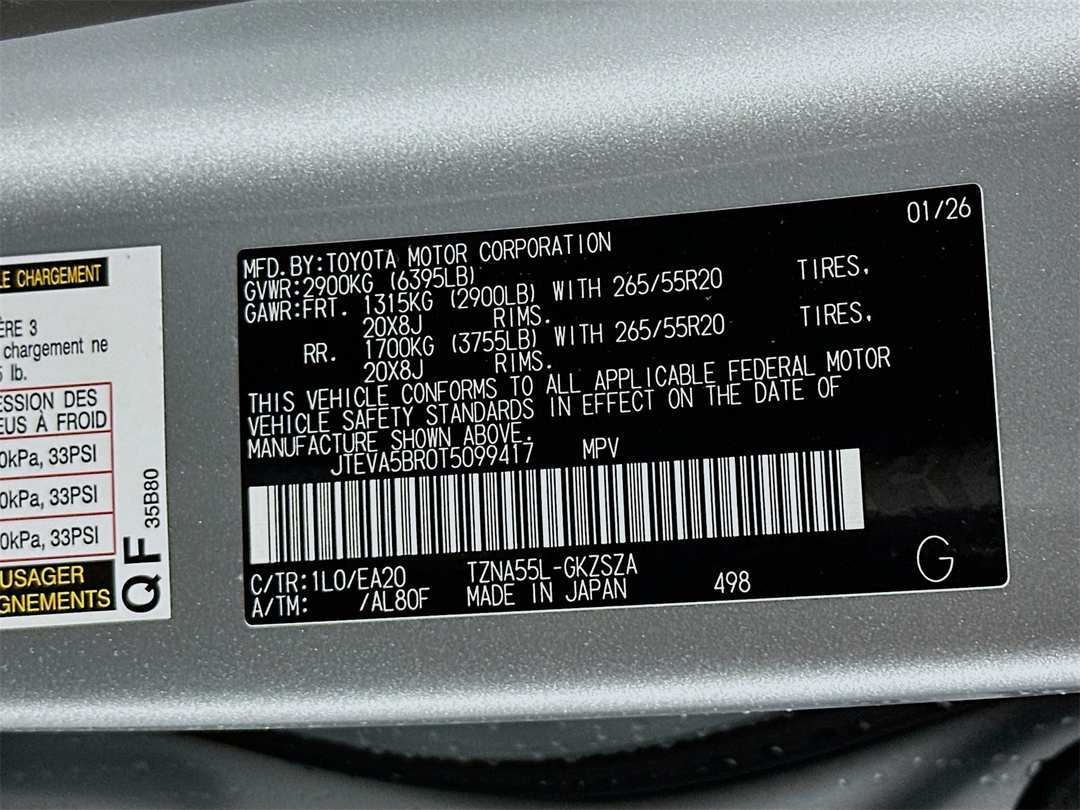 LE CHARGEMENT
ÈRE 3
chargement ne
lb.
ESSION DES
EUS À FROID
0kPa, 33PSI
0kPa, 33PSI
0kPa, 33PSI
USAGER
GNEMENTS
QF
35B80
01/26
MFD.BY:TOYOTA MOTOR CORPORATION
GVWR:2900KG (6395LB)
GAWR:FRT. 1315KG (2900LB) WITH 265/55R20 TIRES,
20X8J RIMS.
RR. 1700KG (3755LB) WITH 265/55R20 TIRES,
20X8J RIMS.
THIS VEHICLE CONFORMS TO ALL APPLICABLE FEDERAL MOTOR
VEHICLE SAFETY STANDARDS IN EFFECT ON THE DATE OF
MANUFACTURE SHOWN ABOVE.
JTEVA5BR0T5099417 MPV
C/TR:1L0/EA20 TZNA55L-GKZSZA
A/TM: /AL80F MADE IN JAPAN 498
G